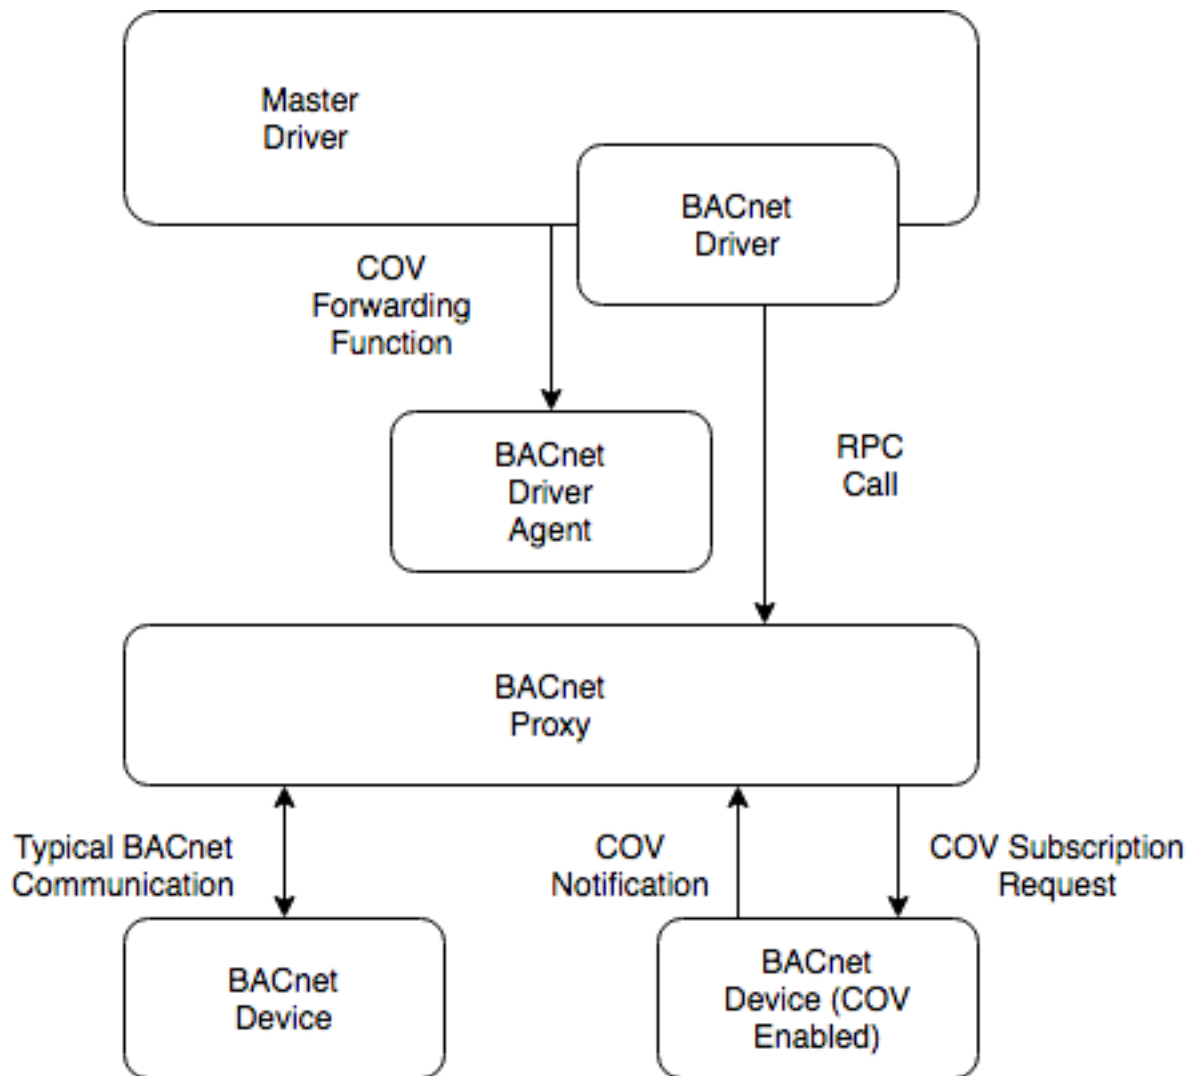 Master
Driver
BACnet
Driver
COV
Forwarding
Function
BACnet
Driver
Agent
RPC
Call
BACnet
Proxy
Typical BACnet
Communication
COV
Notification
COV Subscription
Request
BACnet
Device
BACnet
Device (COV
Enabled)